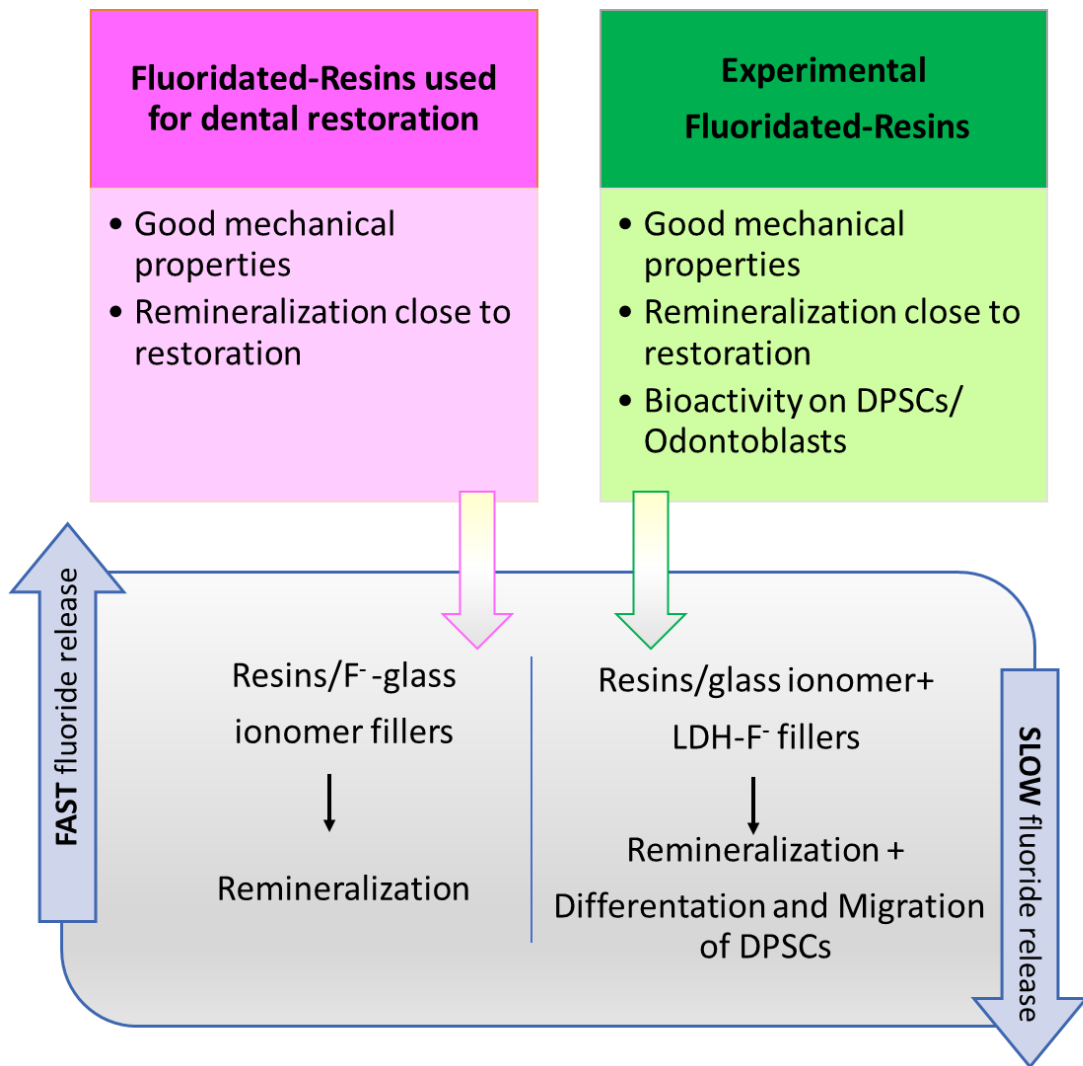 Fluoridated-Resins used
for dental restoration
• Good mechanical
properties
• Remineralization close to
restoration
Experimental
Fluoridated-Resins
• Good mechanical
properties
• Remineralization close to
restoration
• Bioactivity on DPSCs/
Odontoblasts
FAST fluoride release
Resins/F⁻-glass
ionomer fillers
Remineralization
Resins/glass ionomer+
LDH-F⁻ fillers
Remineralization +
Differentation and Migration
of DPSCs
SLOW fluoride release